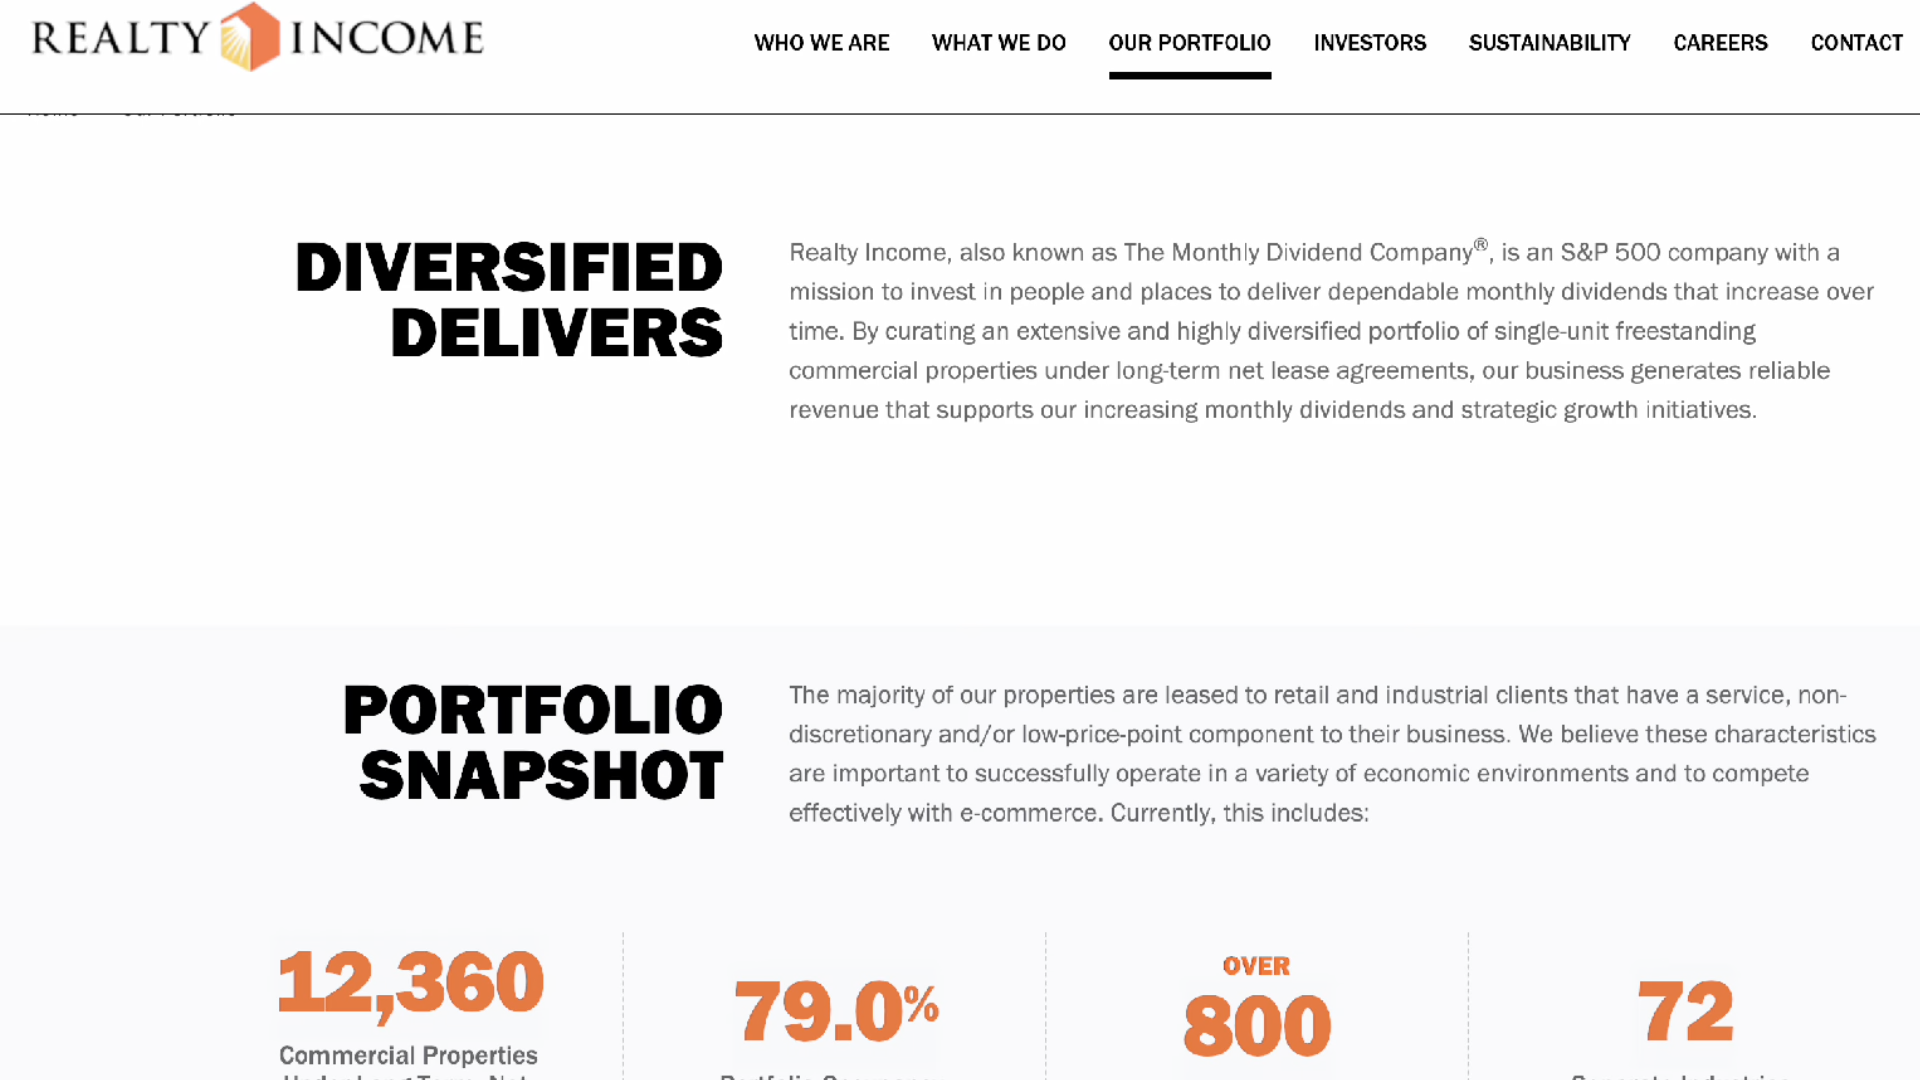 REALTY INCOME
WHO WE ARE WHAT WE DO OUR PORTFOLIO INVESTORS SUSTAINABILITY CAREERS CONTACT
DIVERSIFIED
DELIVERS
Realty Income, also known as The Monthly Dividend Company®, is an S&P 500 company with a
mission to invest in people and places to deliver dependable monthly dividends that increase over
time. By curating an extensive and highly diversified portfolio of single-unit freestanding
commercial properties under long-term net lease agreements, our business generates reliable
revenue that supports our increasing monthly dividends and strategic growth initiatives.
PORTFOLIO
SNAPSHOT
The majority of our properties are leased to retail and industrial clients that have a service, non-
discretionary and/or low-price-point component to their business. We believe these characteristics
are important to successfully operate in a variety of economic environments and to compete
effectively with e-commerce. Currently, this includes:
12,360
Commercial Properties
79.0%
OVER
800
72